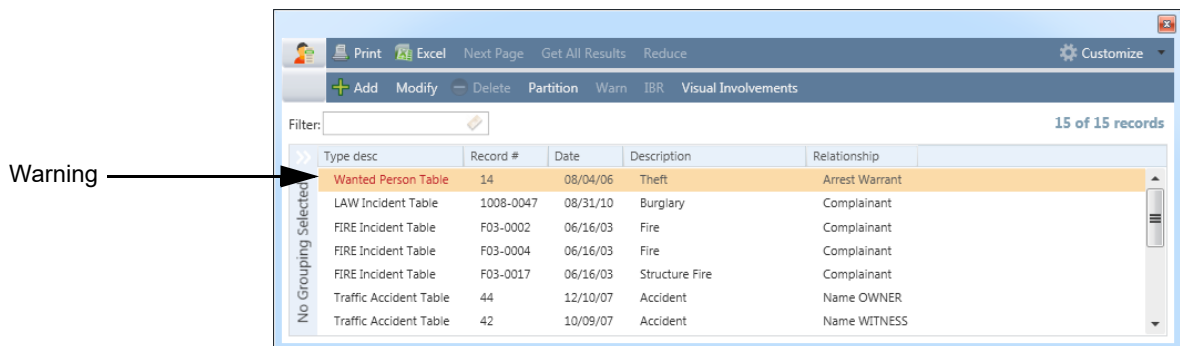 Print Excel Next Page Get All Results Reduce Customize
Add Modify Delete Partition Warn IBR Visual Involvements
Filter: 15 of 15 records
Type desc Record # Date Description Relationship
Warning
No Grouping Selected
Wanted Person Table 14 08/04/06 Theft Arrest Warrant
LAW Incident Table 1008-0047 08/31/10 Burglary Complainant
FIRE Incident Table F03-0002 06/16/03 Fire Complainant
FIRE Incident Table F03-0004 06/16/03 Fire Complainant
FIRE Incident Table F03-0017 06/16/03 Structure Fire Complainant
Traffic Accident Table 44 12/10/07 Accident Name OWNER
Traffic Accident Table 42 10/09/07 Accident Name WITNESS